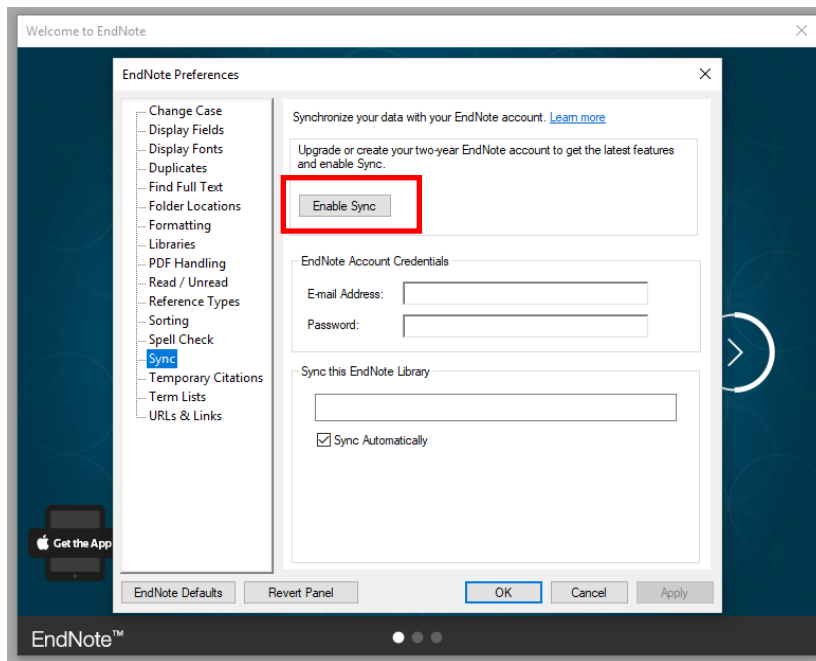 Welcome to EndNote
EndNote Preferences
Change Case
Display Fields
Display Fonts
Duplicates
Find Full Text
Folder Locations
Formatting
Libraries
PDF Handling
Read / Unread
Reference Types
Sorting
Spell Check
Sync
Temporary Citations
Term Lists
URLs & Links
Synchronize your data with your EndNote account. Learn more
Upgrade or create your two-year EndNote account to get the latest features
and enable Sync.
Enable Sync
EndNote Account Credentials
E-mail Address:
Password:
Sync this EndNote Library
Sync Automatically
Get the App
EndNote Defaults Revert Panel OK Cancel Apply
EndNote™